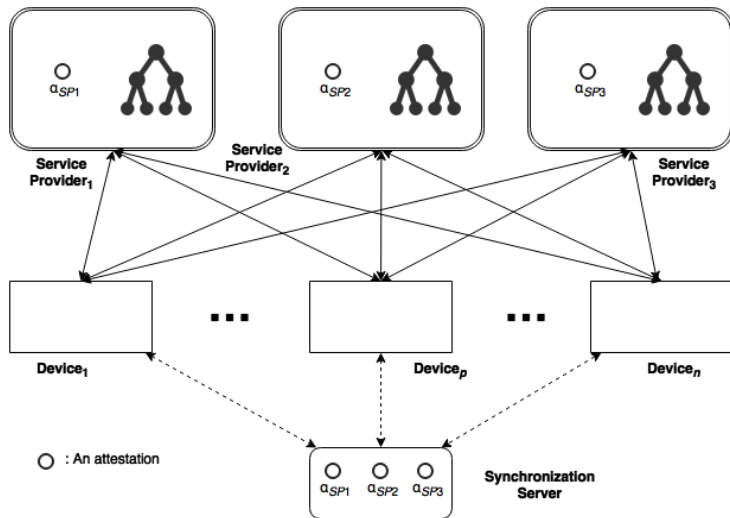 αSP1
αSP2
αSP3
Service
Provider1
Service
Provider2
Service
Provider3
Device1
Devicep
Devicen
: An attestation
αSP1
αSP2
αSP3
Synchronization
Server